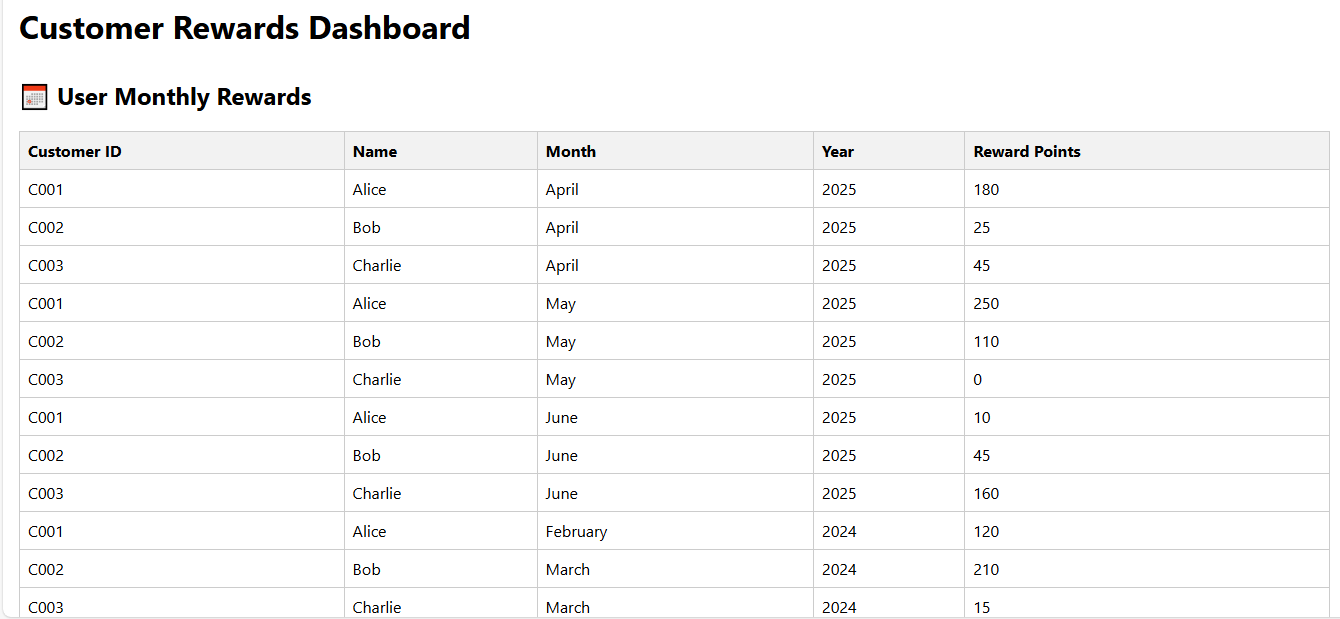 Customer Rewards Dashboard
User Monthly Rewards
Customer ID Name Month Year Reward Points
C001 Alice April 2025 180
C002 Bob April 2025 25
C003 Charlie April 2025 45
C001 Alice May 2025 250
C002 Bob May 2025 110
C003 Charlie May 2025 0
C001 Alice June 2025 10
C002 Bob June 2025 45
C003 Charlie June 2025 160
C001 Alice February 2024 120
C002 Bob March 2024 210
C003 Charlie March 2024 15